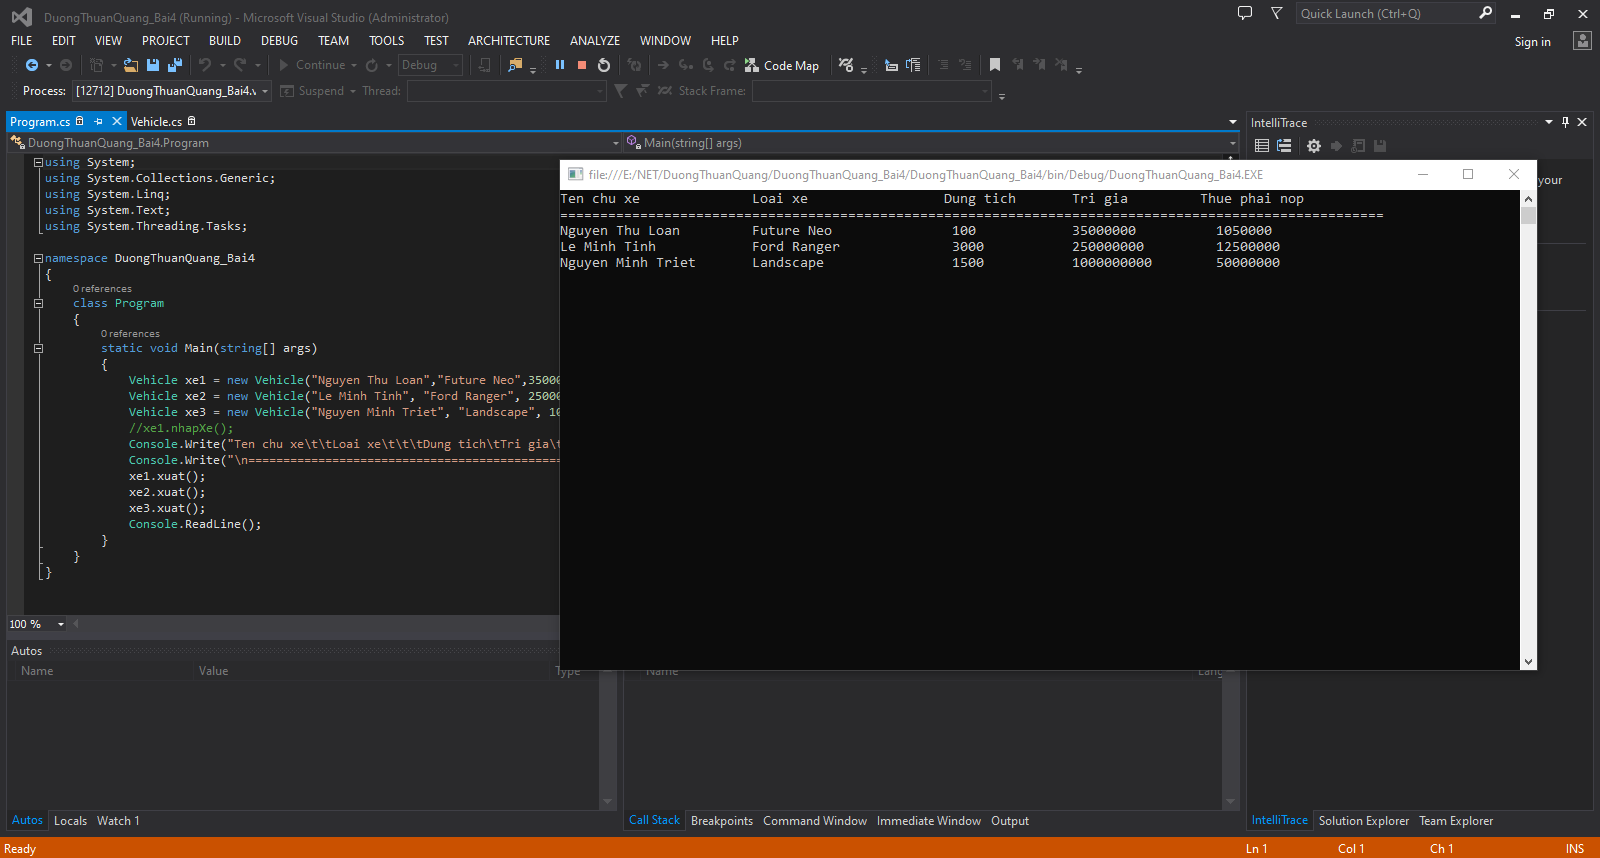 DuongThuanQuang_Bai4 (Running) - Microsoft Visual Studio (Administrator)
Quick Launch (Ctrl+Q)
FILE EDIT VIEW PROJECT BUILD DEBUG TEAM TOOLS TEST ARCHITECTURE ANALYZE WINDOW HELP
Sign in
Continue Debug Code Map
Process: [12712] DuongThuanQuang_Bai4.v Suspend Thread: Stack Frame:
Program.cs Vehicle.cs
IntelliTrace
DuongThuanQuang_Bai4.Program Main(string[] args)
using System;
using System.Collections.Generic;
using System.Linq;
using System.Text;
using System.Threading.Tasks;
namespace DuongThuanQuang_Bai4
{
0 references
class Program
{
0 references
static void Main(string[] args)
{
Vehicle xe1 = new Vehicle("Nguyen Thu Loan","Future Neo",35000
Vehicle xe2 = new Vehicle("Le Minh Tinh", "Ford Ranger", 25000
Vehicle xe3 = new Vehicle("Nguyen Minh Triet", "Landscape", 10
//xe1.nhapXe();
Console.Write("Ten chu xe\t\tLoai xe\t\t\tDung tich\tTri gia\t
Console.Write("\n============================================
xe1.xuat();
xe2.xuat();
xe3.xuat();
Console.ReadLine();
}
}
}
file:///E:/NET/DuongThuanQuang/DuongThuanQuang_Bai4/DuongThuanQuang_Bai4/bin/Debug/DuongThuanQuang_Bai4.EXE
Ten chu xe Loai xe Dung tich Tri gia Thue phai nop
=======================================================================================================
Nguyen Thu Loan Future Neo 100 35000000 1050000
Le Minh Tinh Ford Ranger 3000 250000000 12500000
Nguyen Minh Triet Landscape 1500 1000000000 50000000
your
100 %
Autos
Name Value Type
Name Lang
Autos Locals Watch 1
Call Stack Breakpoints Command Window Immediate Window Output
IntelliTrace Solution Explorer Team Explorer
Ready Ln 1 Col 1 Ch 1 INS